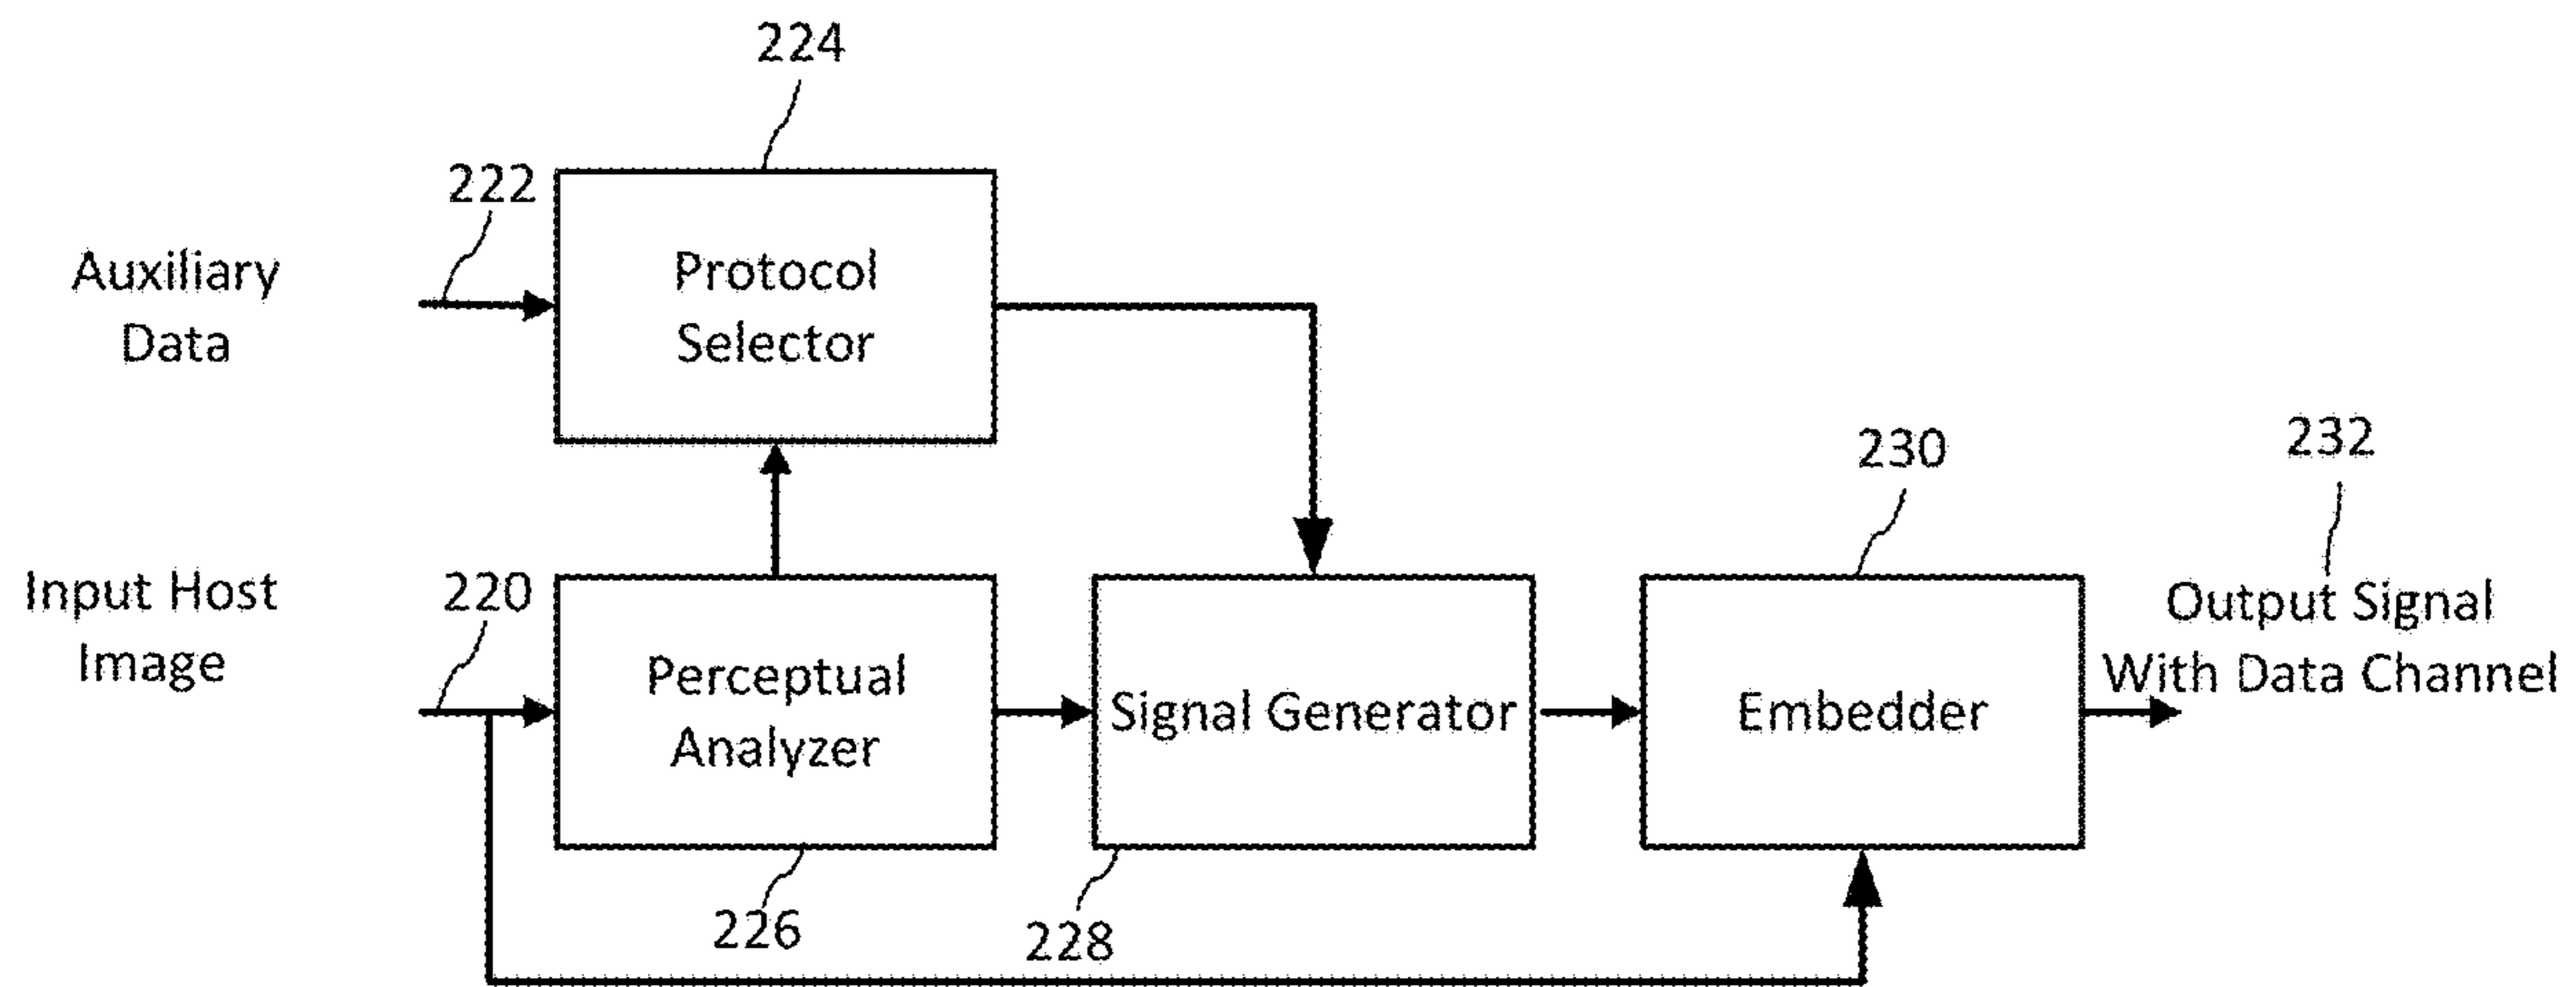 224
222
Auxiliary
Data
Protocol
Selector
230
232
Input Host
Image
220
Perceptual
Analyzer
Signal Generator
Embedder
Output Signal
With Data Channel
226
228